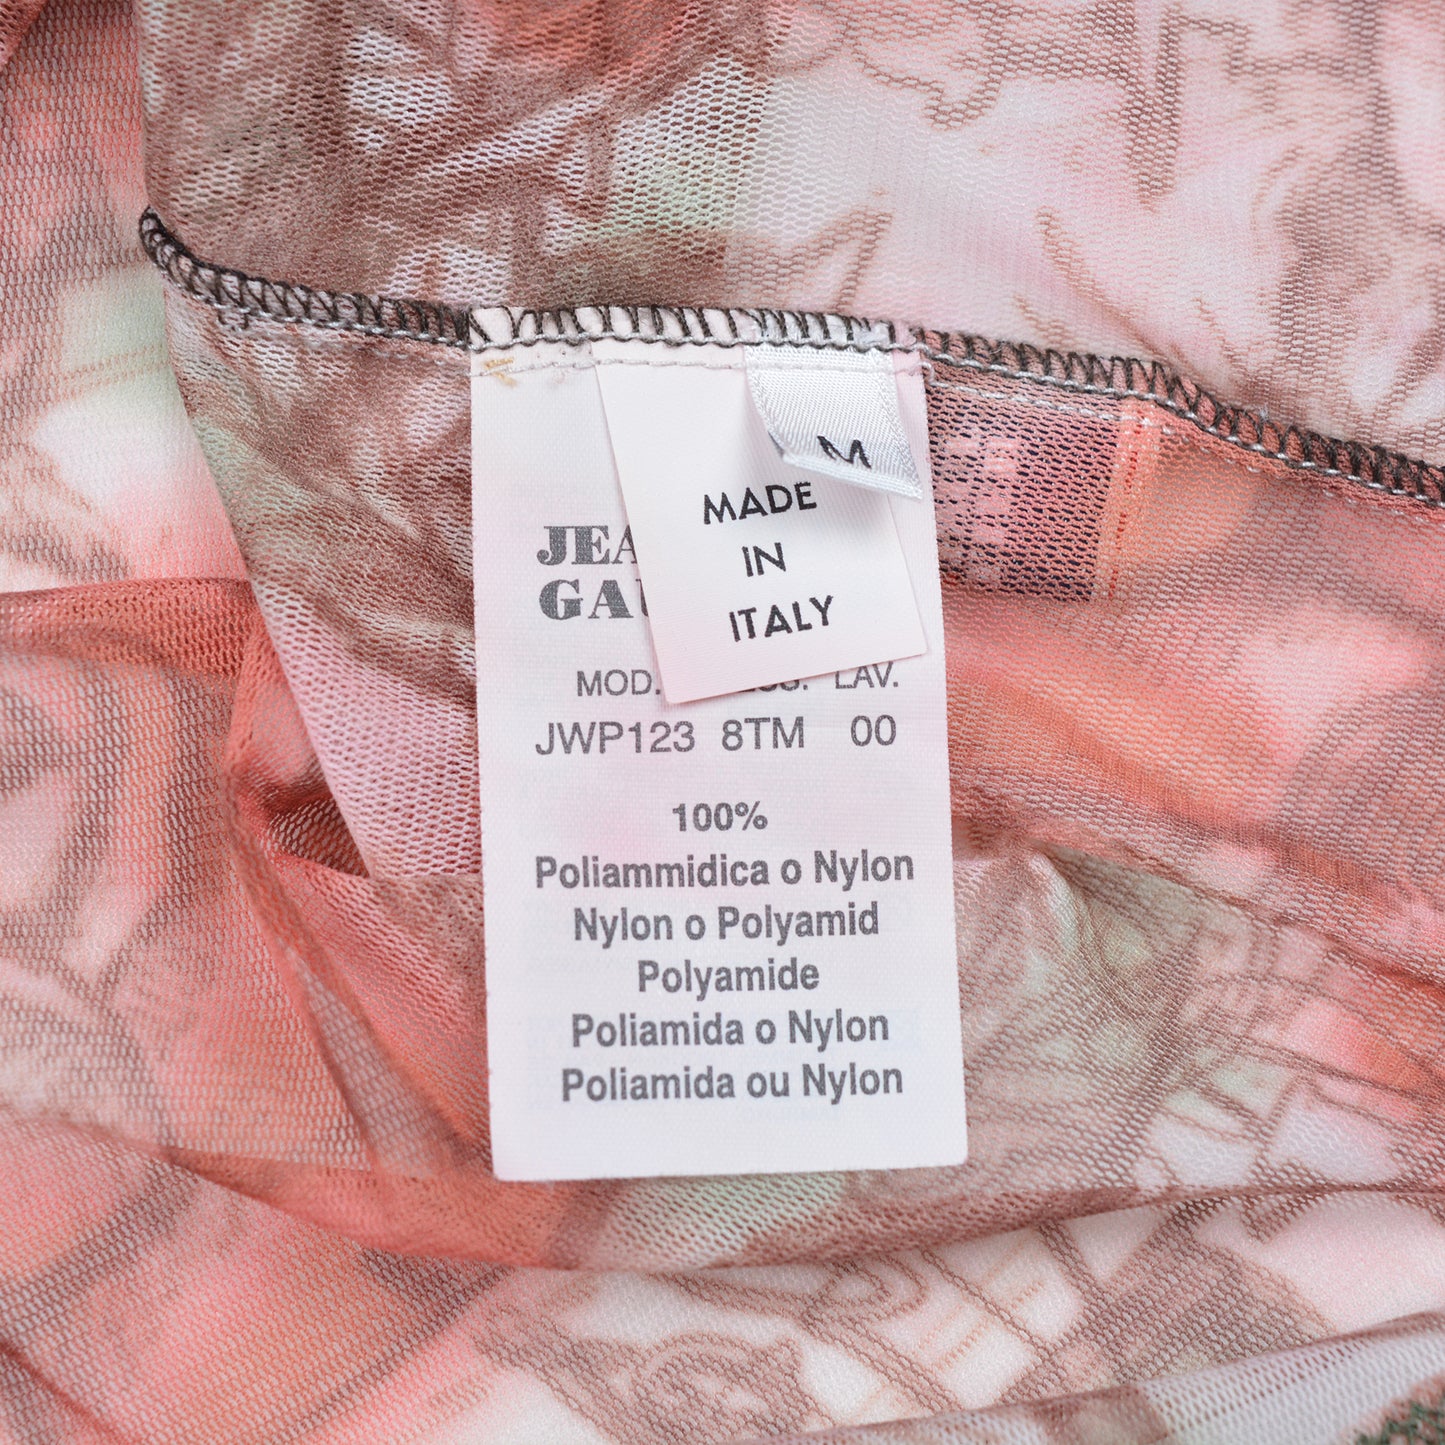 M
MADE
IN
ITALY
MOD. LAV.
JWP123 8TM 00
100%
Poliammidica o Nylon
Nylon o Polyamid
Polyamide
Poliamida o Nylon
Poliamida ou Nylon